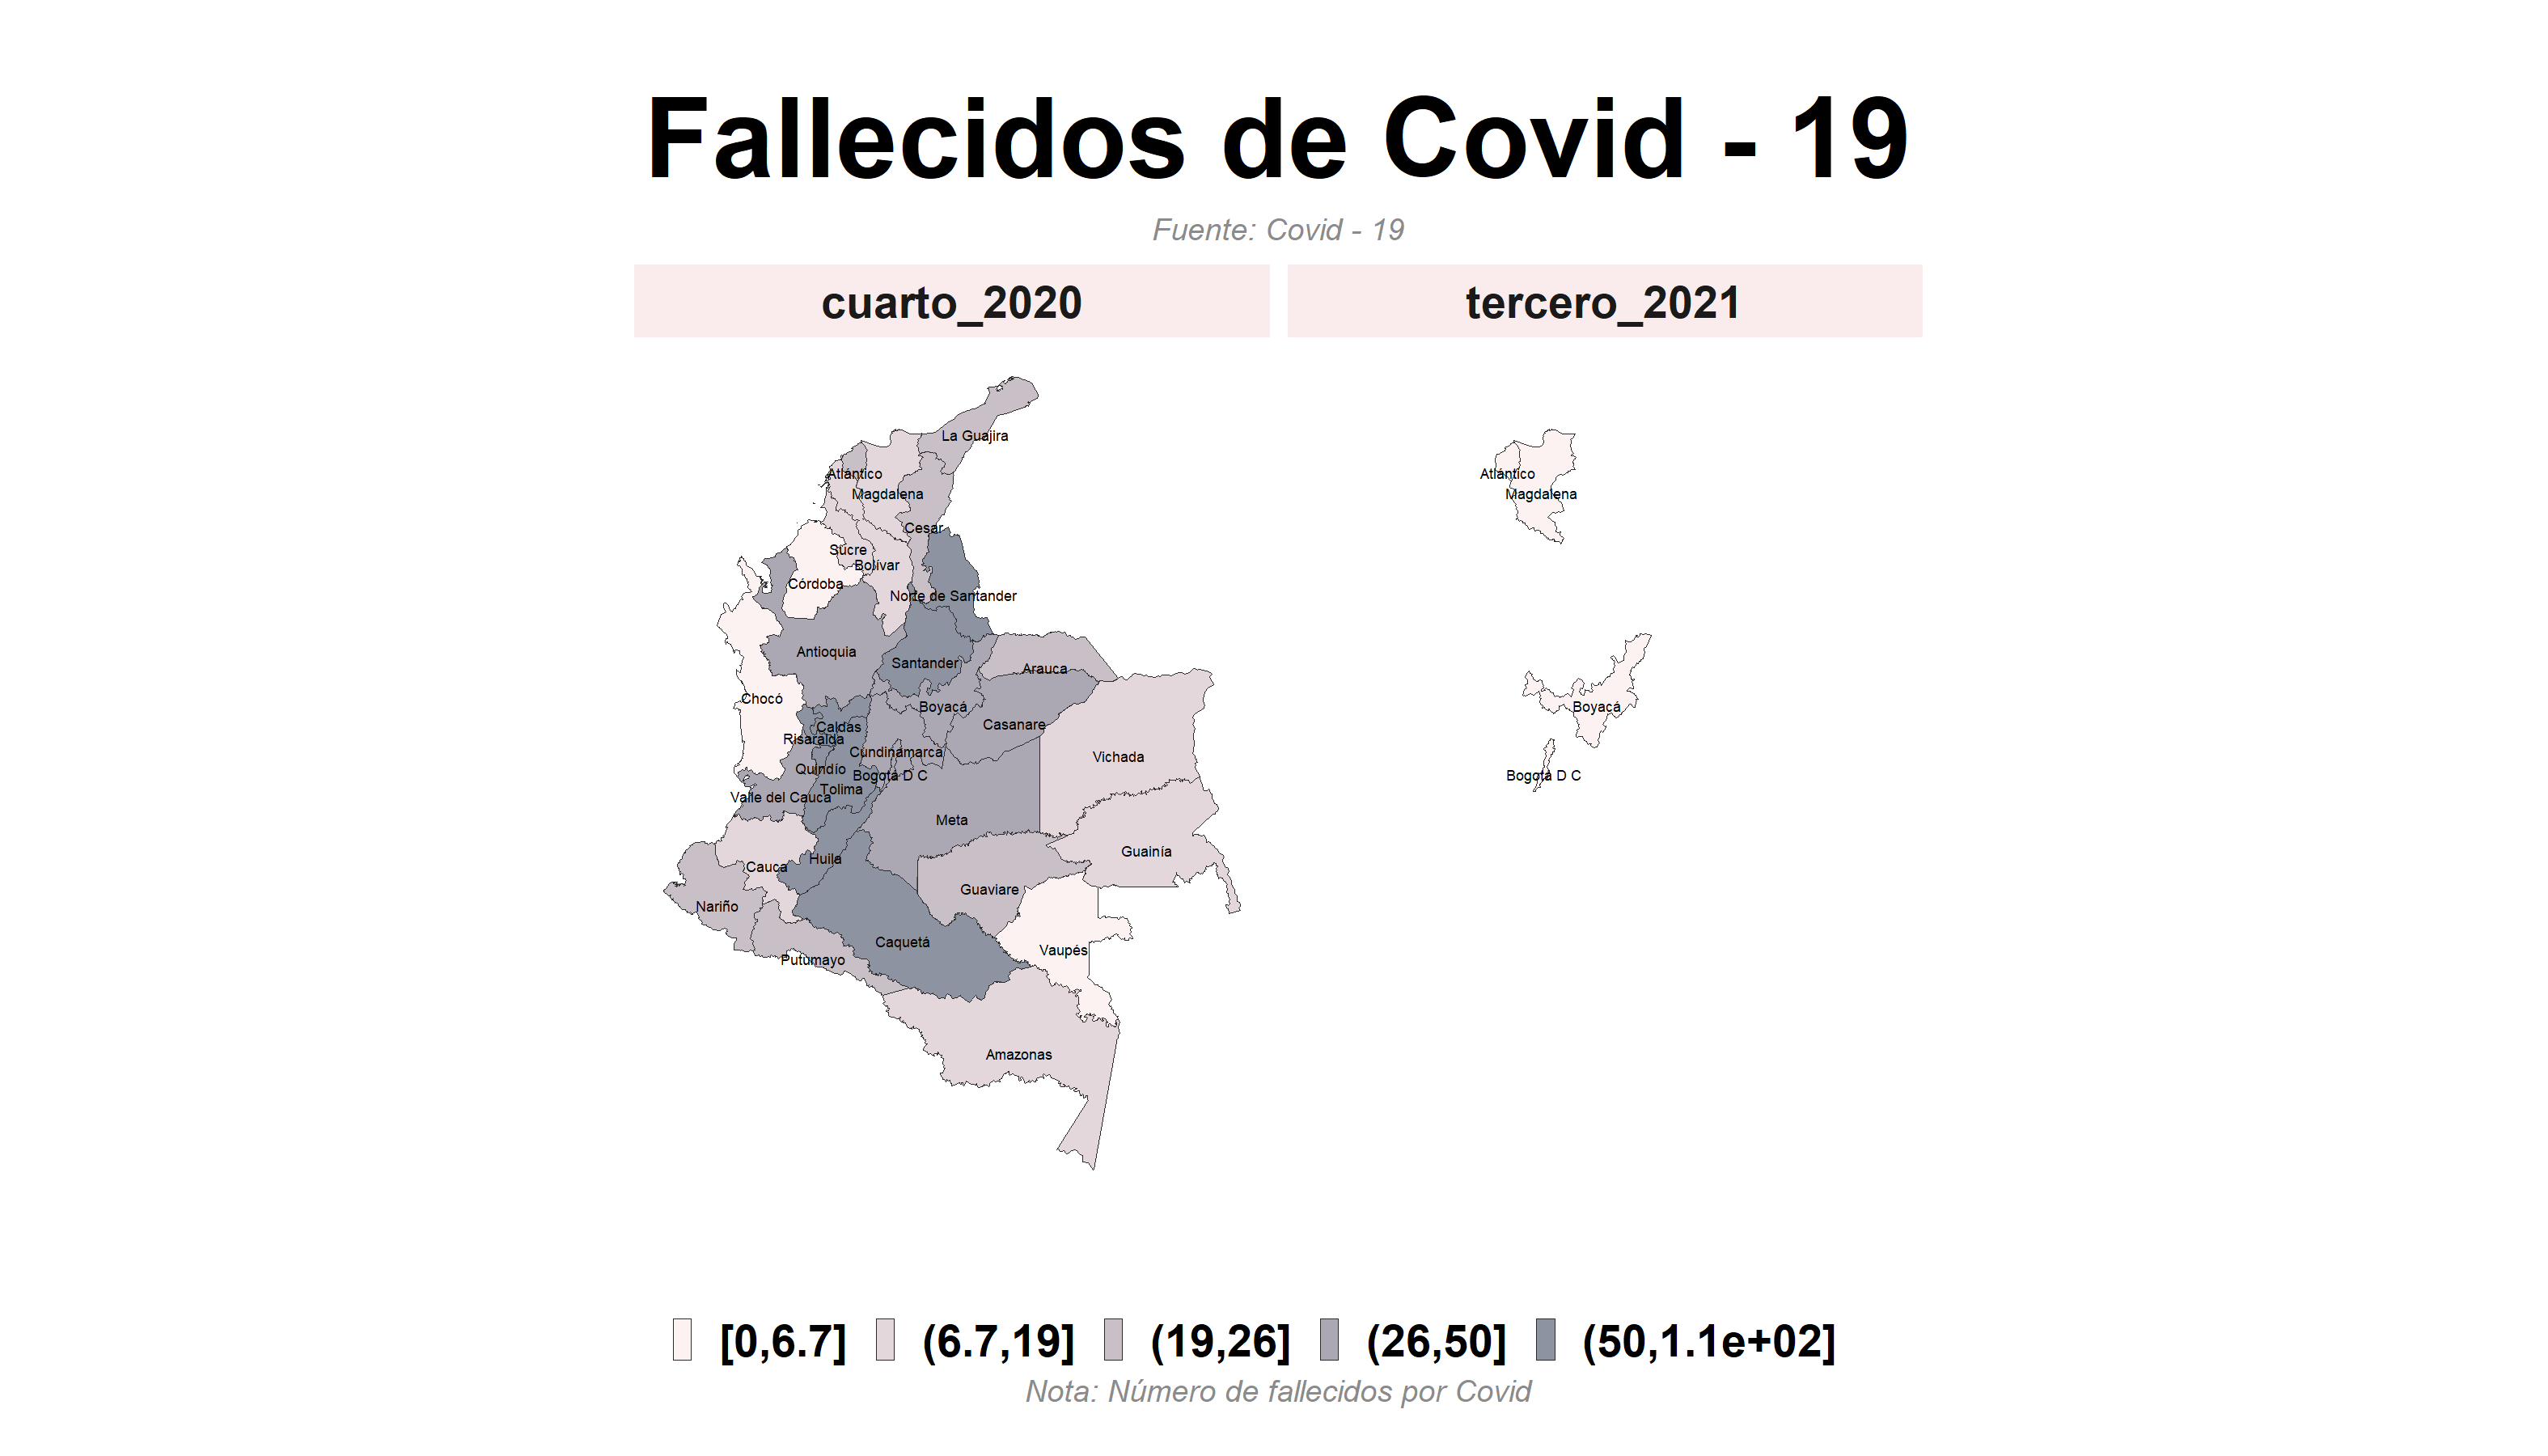 Fallecidos de Covid - 19
Fuente: Covid - 19
cuarto_2020
tercero_2021
La Guajira
Atlántico
Magdalena
Cesar
Sucre
Bolívar
Córdoba
Norte de Santander
Antioquia
Santander
Arauca
Chocó
Boyacá
Casanare
Caldas
Risaralda
Cundinamarca
Vichada
Quindío
Bogotá D C
Tolima
Valle del Cauca
Meta
Guainía
Huila
Cauca
Guaviare
Nariño
Caquetá
Vaupés
Putumayo
Amazonas
Atlántico
Magdalena
Boyacá
Bogotá D C
[0,6.7] (6.7,19] (19,26] (26,50] (50,1.1e+02]
Nota: Número de fallecidos por Covid